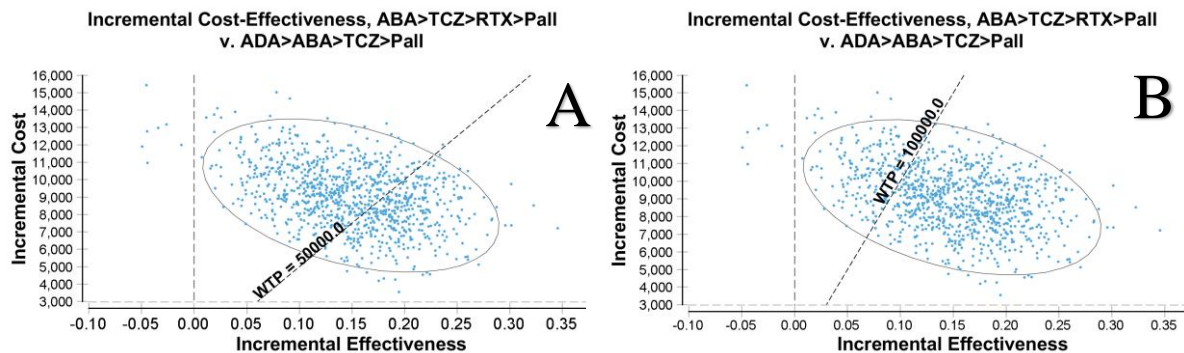 Incremental Cost-Effectiveness, ABA>TCZ>RTX>Pall
v. ADA>ABA>TCZ>Pall
A
16,000
15,000
14,000
13,000
12,000
11,000
10,000
9,000
8,000
7,000
6,000
5,000
4,000
3,000
Incremental Cost
WTP = 50000.0
-0.10 -0.05 0.00 0.05 0.10 0.15 0.20 0.25 0.30 0.35
Incremental Effectiveness
Incremental Cost-Effectiveness, ABA>TCZ>RTX>Pall
v. ADA>ABA>TCZ>Pall
B
16,000
15,000
14,000
13,000
12,000
11,000
10,000
9,000
8,000
7,000
6,000
5,000
4,000
3,000
Incremental Cost
WTP = 100000.0
-0.10 -0.05 0.00 0.05 0.10 0.15 0.20 0.25 0.30 0.35
Incremental Effectiveness